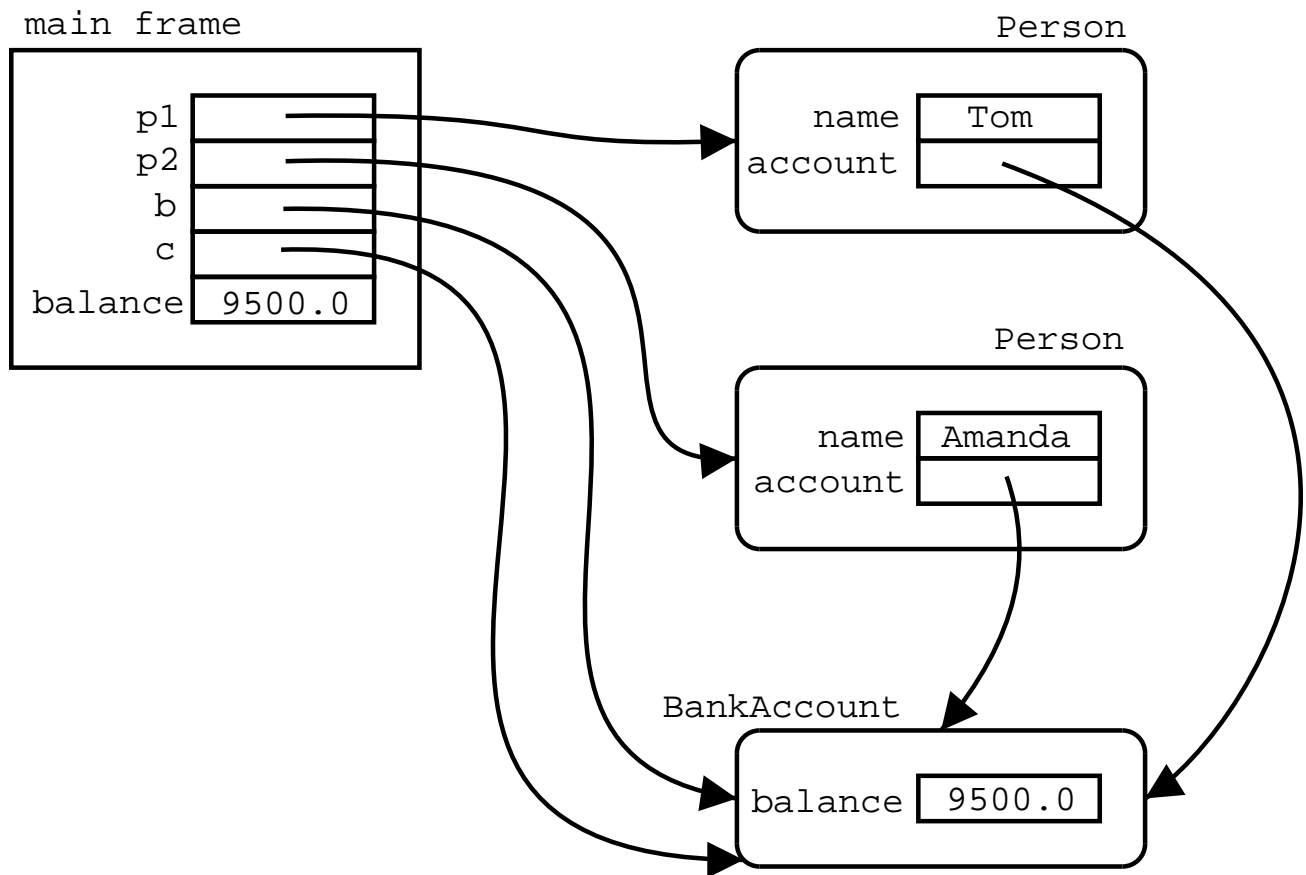 main frame
p1
p2
b
c
balance 9500.0
Person
name Tom
account
Person
name Amanda
account
BankAccount
balance 9500.0